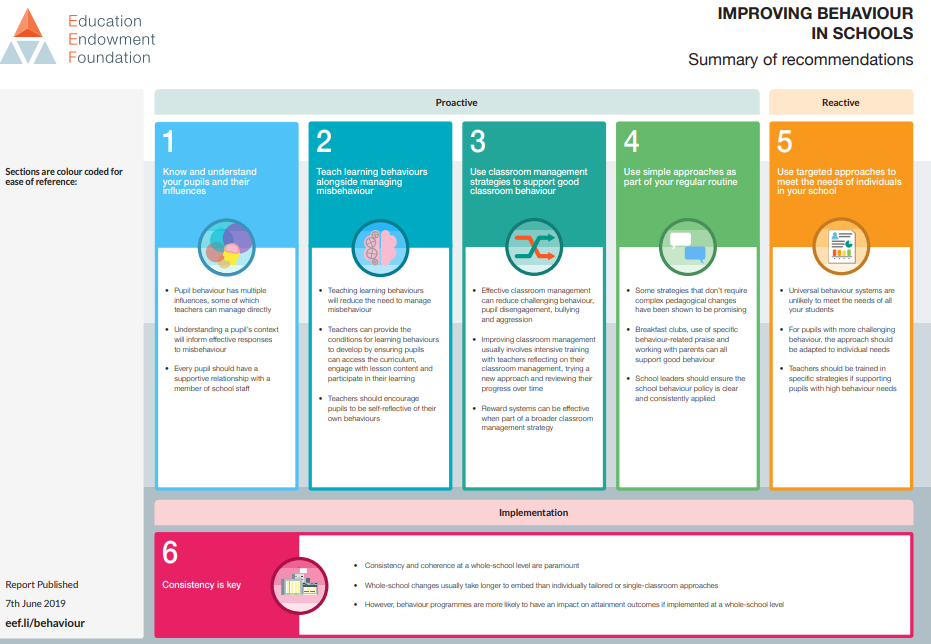 Education
Endowment
Foundation
IMPROVING BEHAVIOUR
IN SCHOOLS
Summary of recommendations
Sections are colour coded for
ease of reference:
Proactive
Reactive
1
Know and understand
your pupils and their
influences
• Pupil behaviour has multiple
influences, some of which
teachers can manage directly
• Understanding a pupil's context
will inform effective responses
to misbehaviour
• Every pupil should have a
supportive relationship with a
member of school staff
2
Teach learning behaviours
alongside managing
misbehaviour
• Teaching learning behaviours
will reduce the need to manage
misbehaviour
• Teachers can provide the
conditions for learning behaviours
to develop by ensuring pupils
can access the curriculum,
engage with lesson content and
participate in their learning
• Teachers should encourage
pupils to be self-reflective of their
own behaviours
3
Use classroom management
strategies to support good
classroom behaviour
• Effective classroom management
can reduce challenging behaviour,
pupil disengagement, bullying
and aggression
• Improving classroom management
usually involves intensive training
with teachers reflecting on their
classroom management, trying a
new approach and reviewing their
progress over time
• Reward systems can be effective
when part of a broader classroom
management strategy
4
Use simple approaches as
part of your regular routine
• Some strategies that don't require
complex pedagogical changes
have been shown to be promising
• Breakfast clubs, use of specific
behaviour-related praise and
working with parents can all
support good behaviour
• School leaders should ensure the
school behaviour policy is clear
and consistently applied
5
Use targeted approaches to
meet the needs of individuals
in your school
• Universal behaviour systems are
unlikely to meet the needs of all
your students
• For pupils with more challenging
behaviour, the approach should
be adapted to individual needs
• Teachers should be trained in
specific strategies if supporting
pupils with high behaviour needs
Implementation
6
Consistency is key
• Consistency and coherence at a whole-school level are paramount
• Whole-school changes usually take longer to embed than individually tailored or single-classroom approaches
• However, behaviour programmes are more likely to have an impact on attainment outcomes if implemented at a whole-school level
Report Published
7th June 2019
eef.li/behaviour